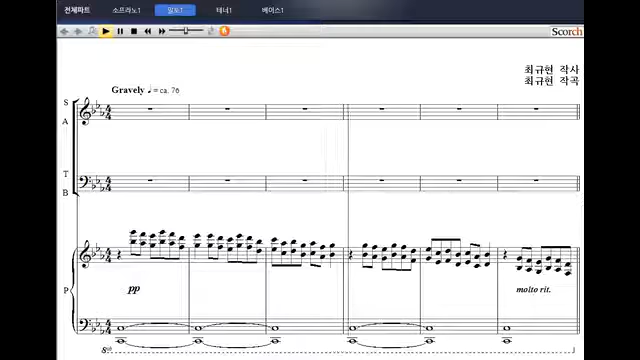 전체파트 소프라노1 알토1 테너1 베이스1
Scorch
최규현 작사
최규현 작곡
Gravely ♩ = ca. 76
S
A
T
B
P
pp
molto rit.
8vb